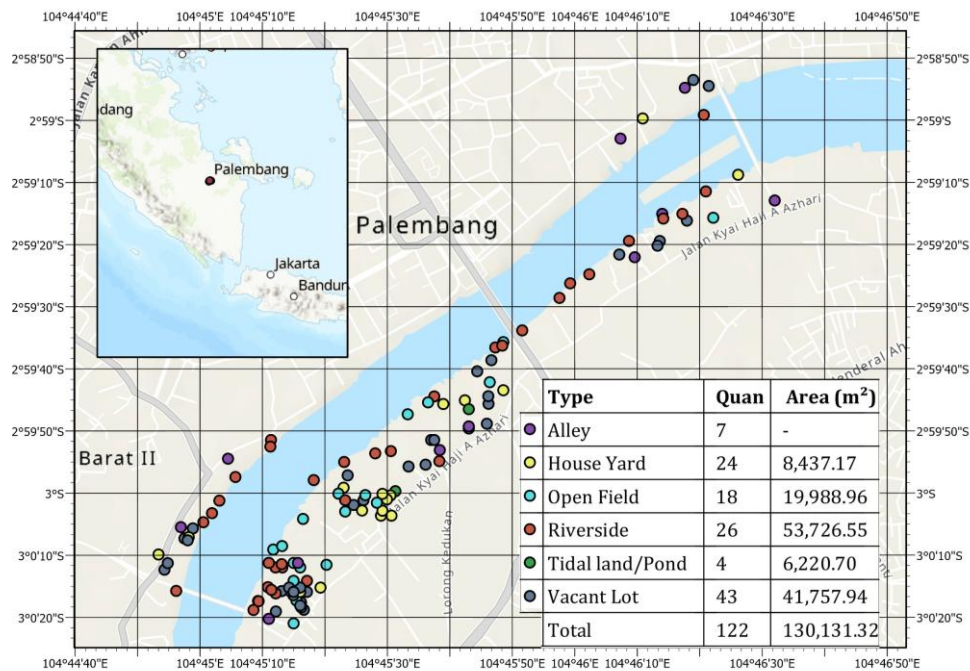 104°44'40"E 104°45'E 104°45'10"E 104°45'30"E 104°45'50"E 104°46'10"E 104°46'30"E 104°46'50"E
2°58'50"S
2°59'S
2°59'10"S
2°59'20"S
2°59'30"S
2°59'40"S
2°59'50"S
3°S
3°0'10"S
3°0'20"S
2°58'50"S
2°59'S
2°59'10"S
2°59'20"S
2°59'30"S
2°59'40"S
2°59'50"S
3°S
3°0'10"S
3°0'20"S
dang
Palembang
Jakarta
Bandun
Palembang
Barat II
Jalan Kyai Haji A Azhari
Jalan Kyai Haji A Azhari
Lorong Kedukan
Type Quan Area (m²)
Alley 7 -
House Yard 24 8,437.17
Open Field 18 19,988.96
Riverside 26 53,726.55
Tidal land/Pond 4 6,220.70
Vacant Lot 43 41,757.94
Total 122 130,131.32
104°44'40"E 104°45'E 104°45'10"E 104°45'30"E 104°45'50"E 104°46'10"E 104°46'30"E 104°46'50"E